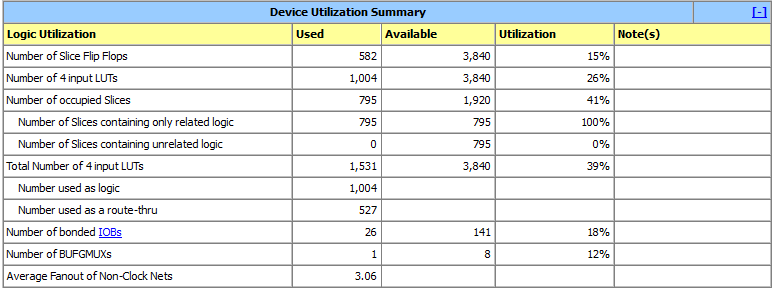 Device Utilization Summary [-]
Logic Utilization Used Available Utilization Note(s)
Number of Slice Flip Flops 582 3,840 15%
Number of 4 input LUTs 1,004 3,840 26%
Number of occupied Slices 795 1,920 41%
Number of Slices containing only related logic 795 795 100%
Number of Slices containing unrelated logic 0 795 0%
Total Number of 4 input LUTs 1,531 3,840 39%
Number used as logic 1,004
Number used as a route-thru 527
Number of bonded IOBs 26 141 18%
Number of BUFGMUXs 1 8 12%
Average Fanout of Non-Clock Nets 3.06